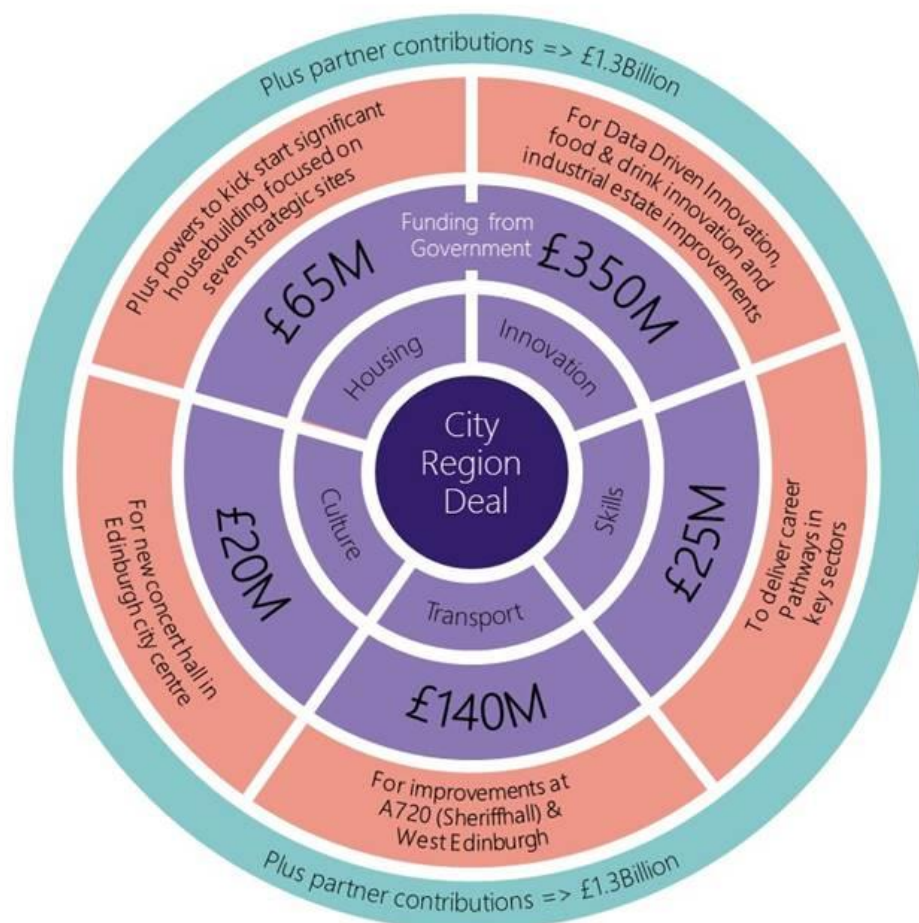 Plus partner contributions => £1.3Billion
Plus powers to kick start significant
housebuilding focused on
seven strategic sites
For Data Driven Innovation,
food & drink innovation and
industrial estate improvements
Funding from
Government
£65M
£350M
Housing
Innovation
City
Region
Deal
Culture
Skills
Transport
£20M
£25M
£140M
For new concert hall in
Edinburgh city centre
To deliver career
Pathways in
key sectors
For improvements at
A720 (Sheriffhall) &
West Edinburgh
Plus partner contributions => £1.3Billion